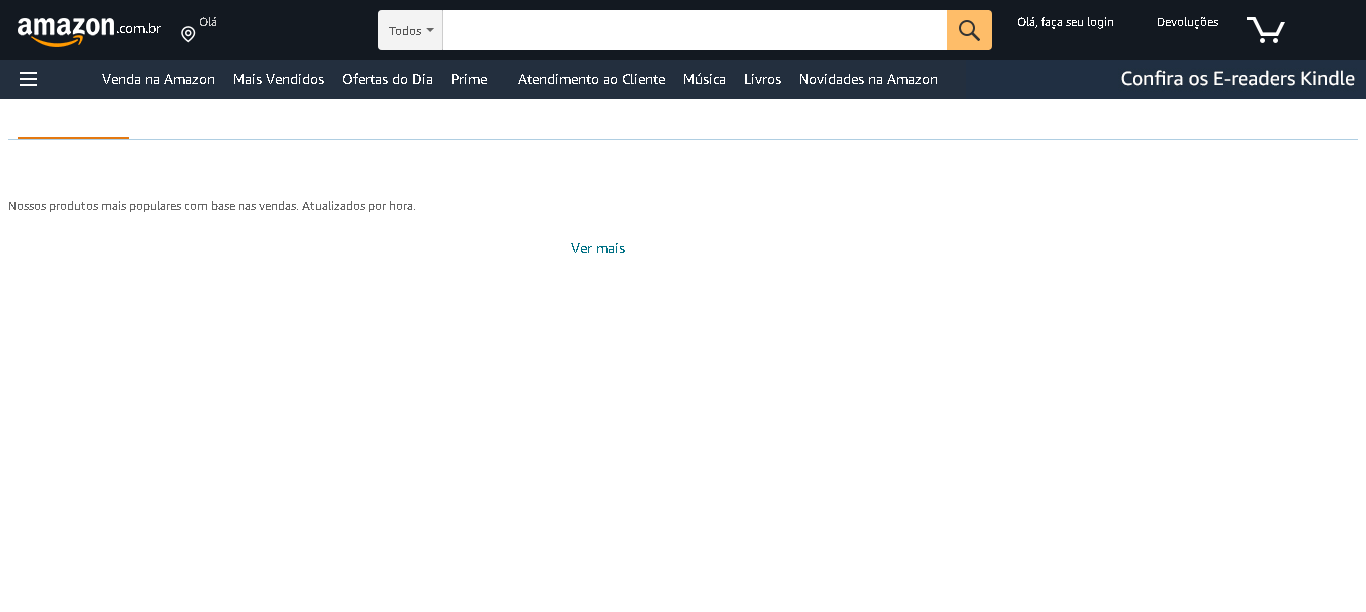 amazon.com.br
Olá
Todos
Olá, faça seu login
Devoluções
Venda na Amazon Mais Vendidos Ofertas do Dia Prime Atendimento ao Cliente Música Livros Novidades na Amazon Confira os E-readers Kindle
Nossos produtos mais populares com base nas vendas. Atualizados por hora.
Ver mais